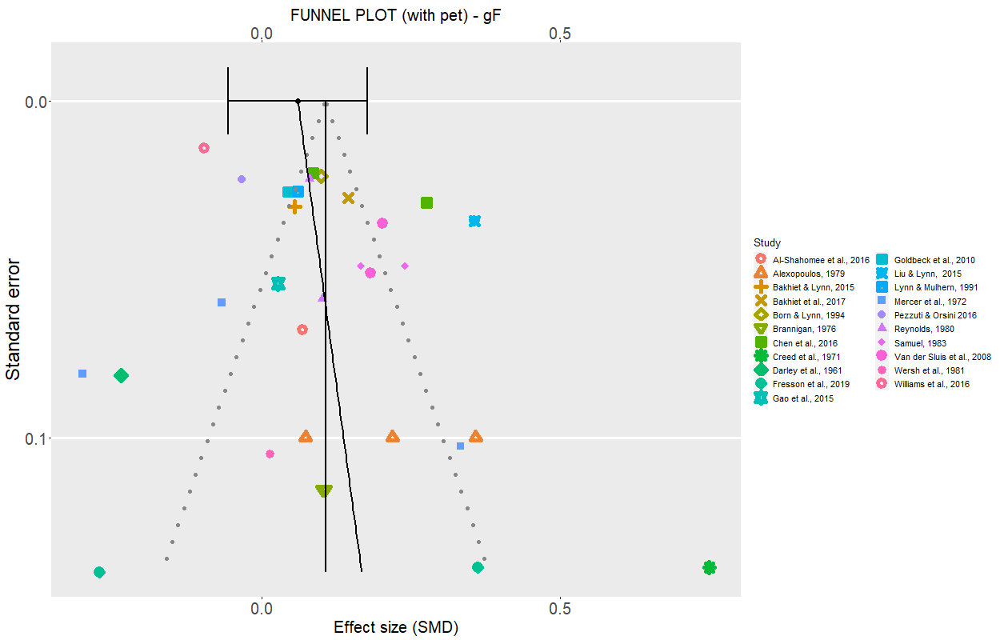 FUNNEL PLOT (with pet) - gF
0.0 0.5
0.0
0.1
Standard error
0.0 0.5
Effect size (SMD)
Study
Al-Shahomee et al., 2016
Alexopoulos, 1979
Bakhiet & Lynn, 2015
Bakhiet et al., 2017
Born & Lynn, 1994
Brannigan, 1976
Chen et al., 2016
Creed et al., 1971
Darley et al., 1961
Fresson et al., 2019
Gao et al., 2015
Goldbeck et al., 2010
Liu & Lynn, 2015
Lynn & Mulhern, 1991
Mercer et al., 1972
Pezzuti & Orsini 2016
Reynolds, 1980
Samuel, 1983
Van der Sluis et al., 2008
Wersh et al., 1981
Williams et al., 2016